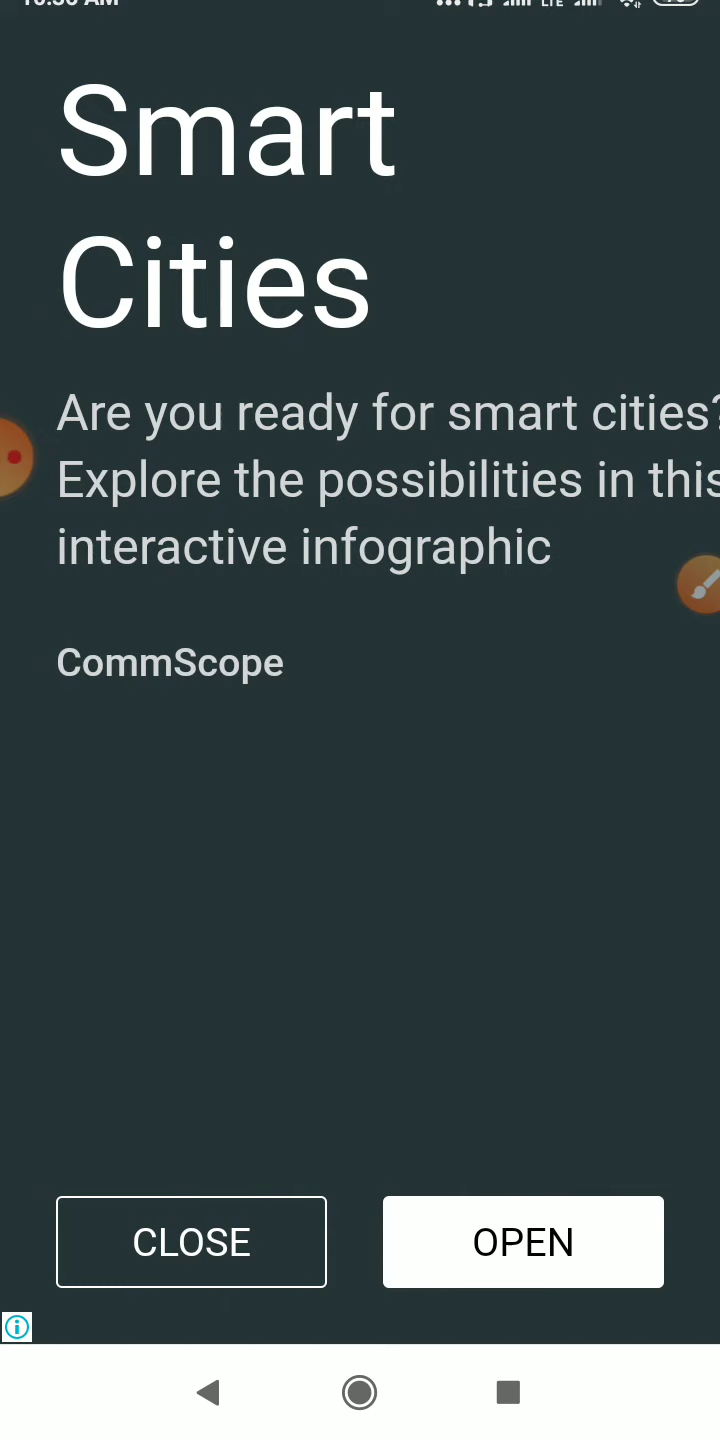 Smart
Cities
Are you ready for smart cities?
Explore the possibilities in this
interactive infographic
CommScope
CLOSE
OPEN